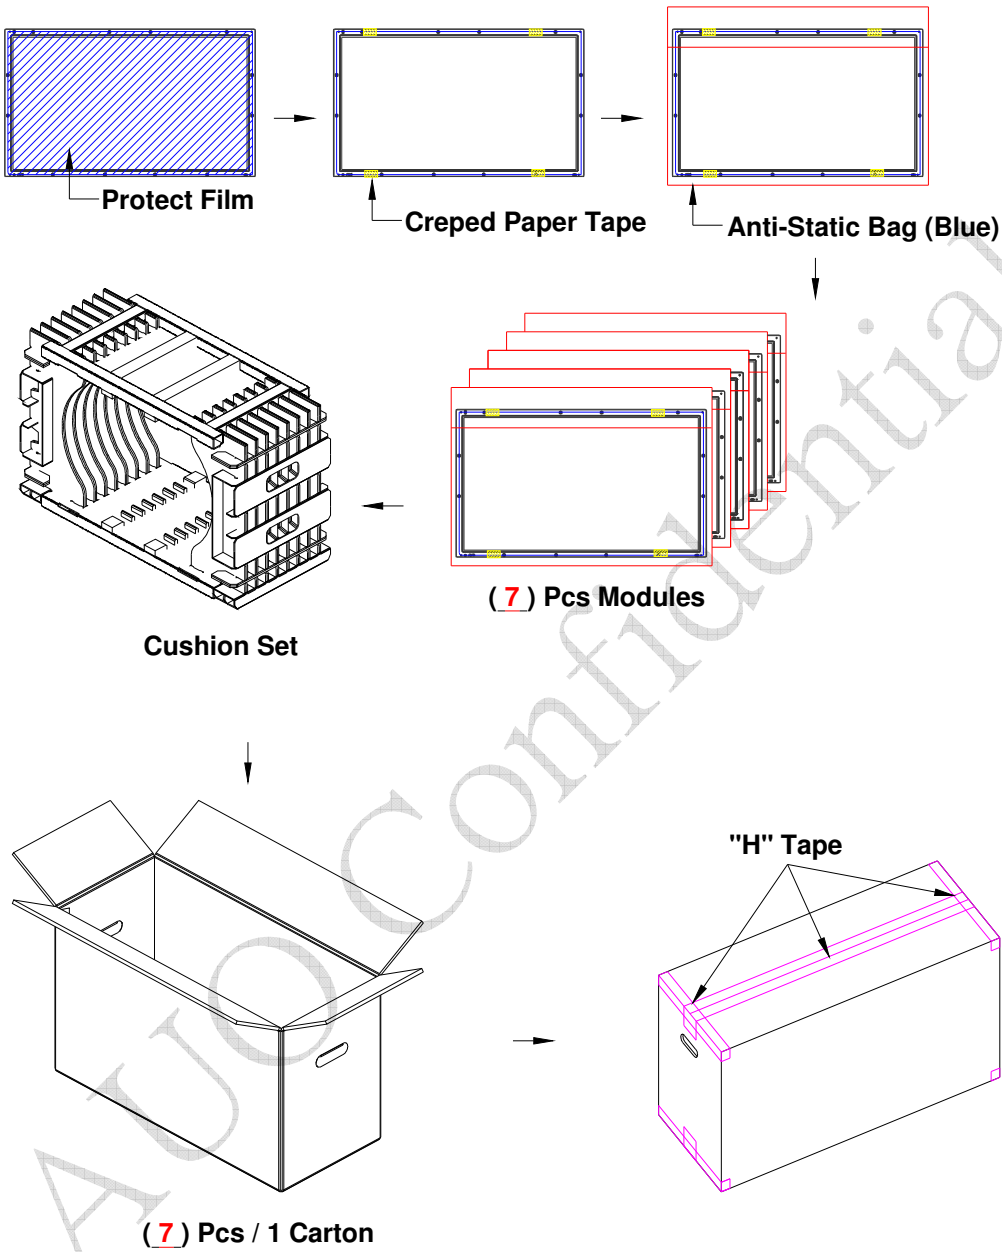 Protect Film
Creped Paper Tape
Anti-Static Bag (Blue)
( 7 ) Pcs Modules
Cushion Set
"H" Tape
( 7 ) Pcs / 1 Carton
AUO Confidential